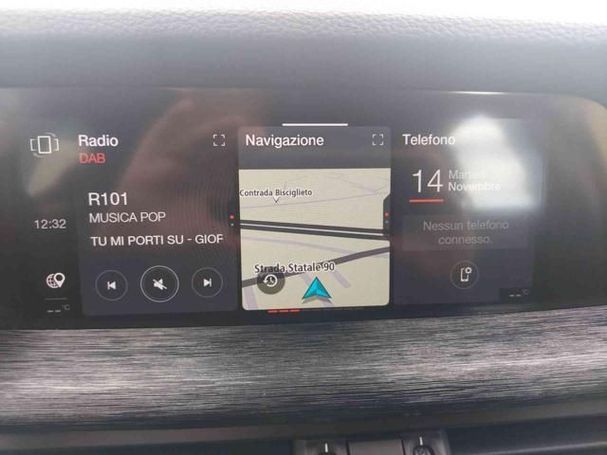 Radio
DAB
R101
MUSICA POP
TU MI PORTI SU - GIOF
12:32
-- °C
Navigazione
Contrada Bisciglieto
Strada Statale 90
Telefono
14
Martedì
Novembre
Nessun telefono
connesso.
-- °C